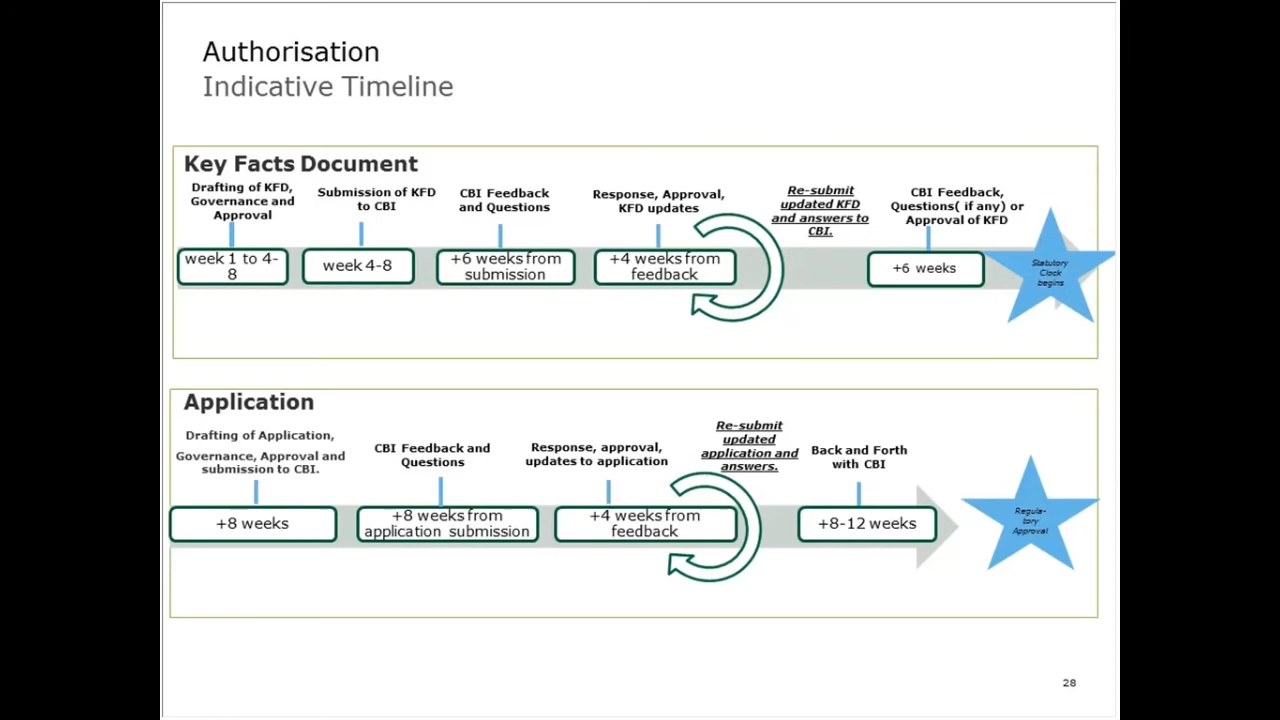 Authorisation
Indicative Timeline
Key Facts Document
Drafting of KFD,
Governance and
Approval
Submission of KFD
to CBI
CBI Feedback
and Questions
Response, Approval,
KFD updates
Re-submit
updated KFD
and answers to
CBI.
CBI Feedback,
Questions( if any) or
Approval of KFD
week 1 to 4-
8
week 4-8
+6 weeks from
submission
+4 weeks from
feedback
+6 weeks
Statutory
Clock
begins
Application
Drafting of Application,
Governance, Approval and
submission to CBI.
CBI Feedback and
Questions
Response, approval,
updates to application
Re-submit
updated
application and
answers.
Back and Forth
with CBI
+8 weeks
+8 weeks from
application submission
+4 weeks from
feedback
+8-12 weeks
Regula-
tory
Approval
28